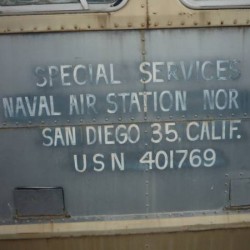 SPECIAL SERVICES
NAVAL AIR STATION NOR
SAN DIEGO 35, CALIF.
USN 401769